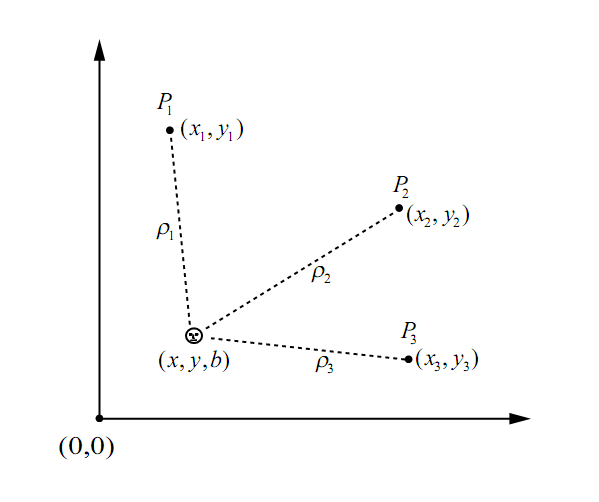 P₁
(x₁, y₁)
P₂
(x₂, y₂)
ρ₁
ρ₂
P₃
(x, y, b)
ρ₃
(x₃, y₃)
(0,0)